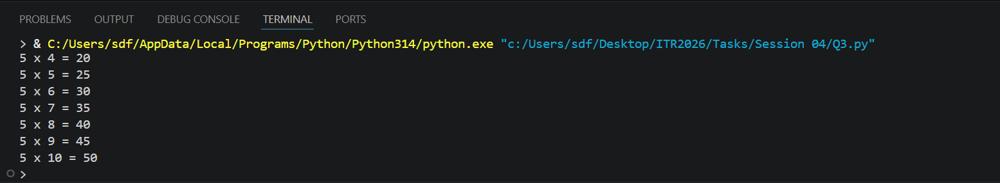 PROBLEMS OUTPUT DEBUG CONSOLE TERMINAL PORTS
> & C:/Users/sdf/AppData/Local/Programs/Python/Python314/python.exe "c:/Users/sdf/Desktop/ITR2026/Tasks/Session 04/Q3.py"
5 x 4 = 20
5 x 5 = 25
5 x 6 = 30
5 x 7 = 35
5 x 8 = 40
5 x 9 = 45
5 x 10 = 50
>